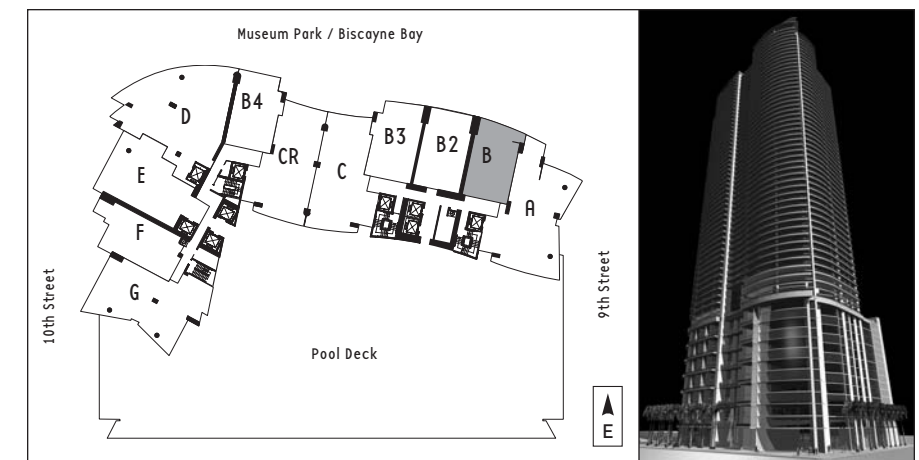 Museum Park / Biscayne Bay
D
B4
B3
B2
B
CR
C
E
A
F
G
10th Street
9th Street
Pool Deck
E